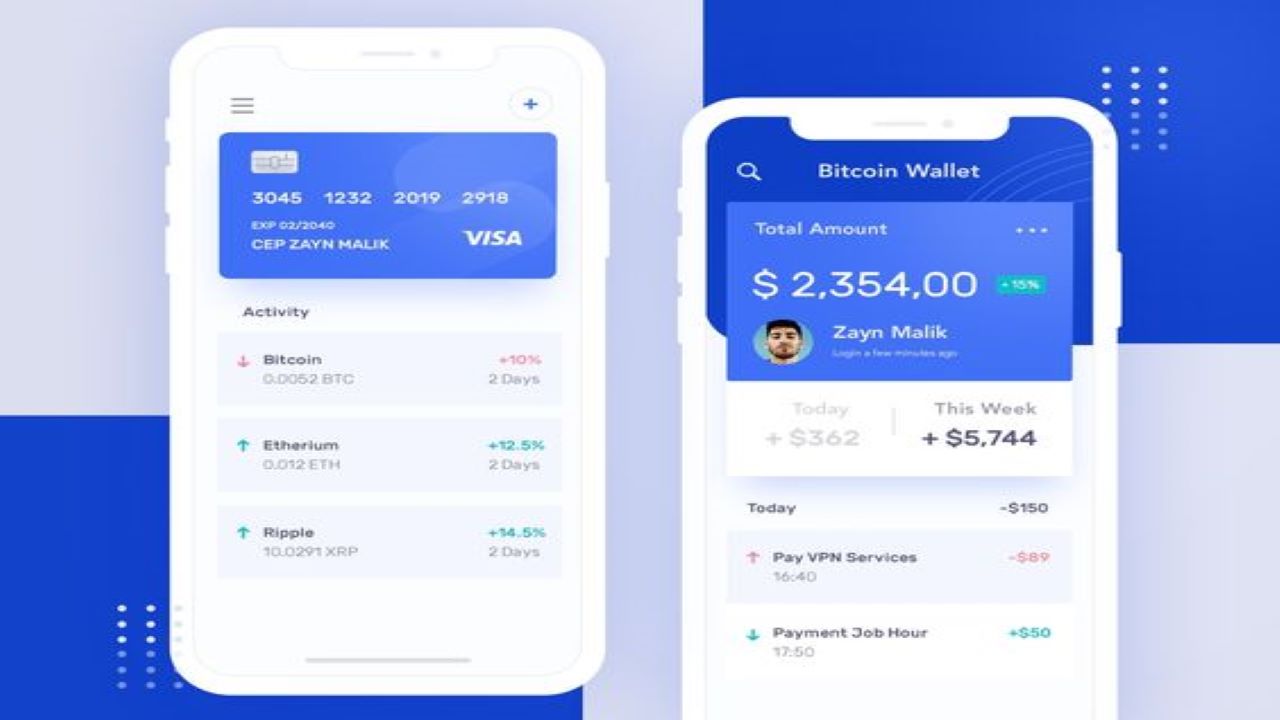 3045 1232 2019 2918
EXP 02/2040
CEP ZAYN MALIK
VISA
Activity
Bitcoin +10%
0.0052 BTC 2 Days
Etherium +12.5%
0.012 ETH 2 Days
Ripple +14.5%
10.0291 XRP 2 Days
Bitcoin Wallet
Total Amount
$ 2,354,00 +15%
Zayn Malik
Login a few minutes ago
Today This Week
+ $362 + $5,744
Today -$150
Pay VPN Services -$89
16:40
Payment Job Hour +$50
17:50